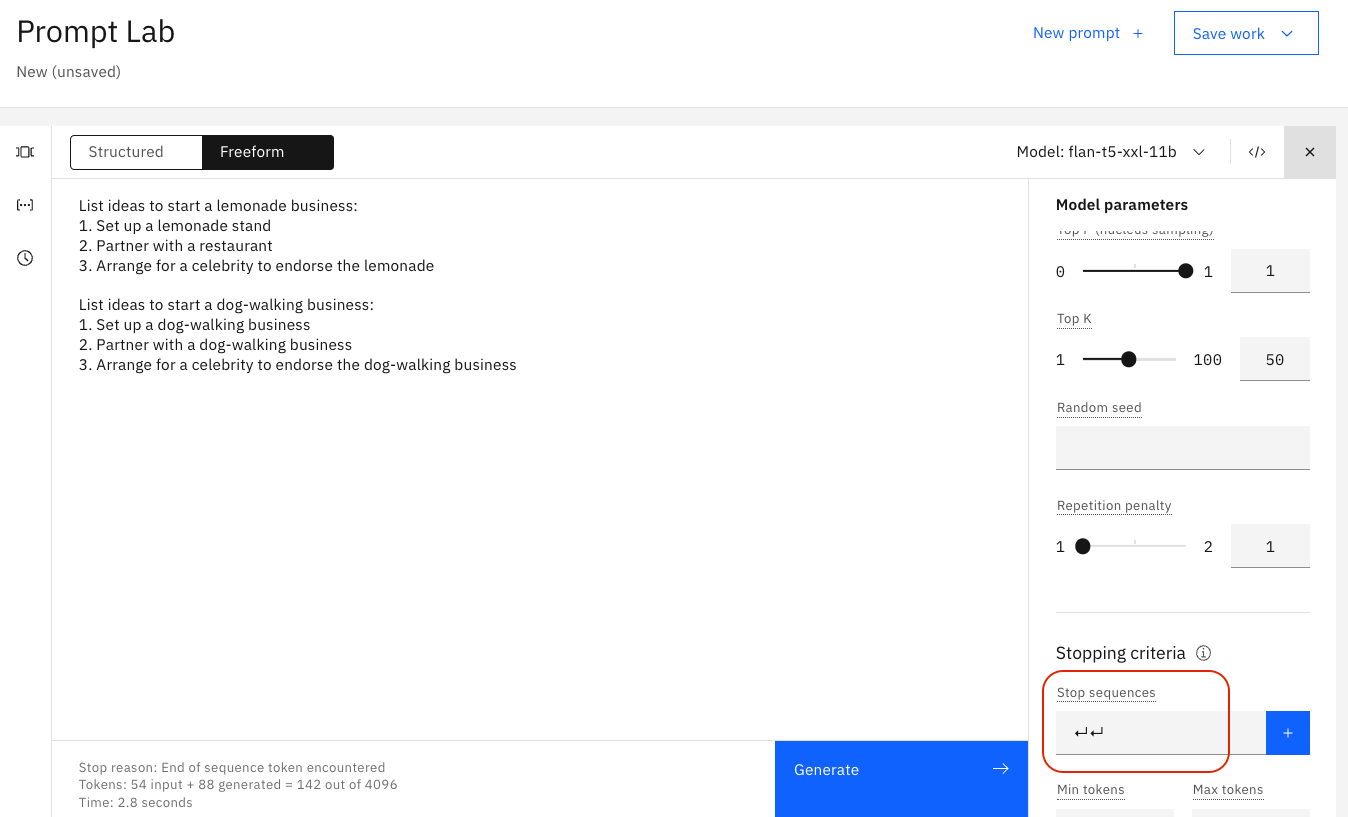 Prompt Lab
New prompt +
Save work
New (unsaved)
Structured
Freeform
Model: flan-t5-xxl-11b
</>
List ideas to start a lemonade business:
1. Set up a lemonade stand
2. Partner with a restaurant
3. Arrange for a celebrity to endorse the lemonade
List ideas to start a dog-walking business:
1. Set up a dog-walking business
2. Partner with a dog-walking business
3. Arrange for a celebrity to endorse the dog-walking business
Stop reason: End of sequence token encountered
Tokens: 54 input + 88 generated = 142 out of 4096
Time: 2.8 seconds
Generate
Model parameters
Top P (nucleus sampling)
0 1 1
Top K
1 100 50
Random seed
Repetition penalty
1 2 1
Stopping criteria
Stop sequences
↵↵
+
Min tokens
Max tokens